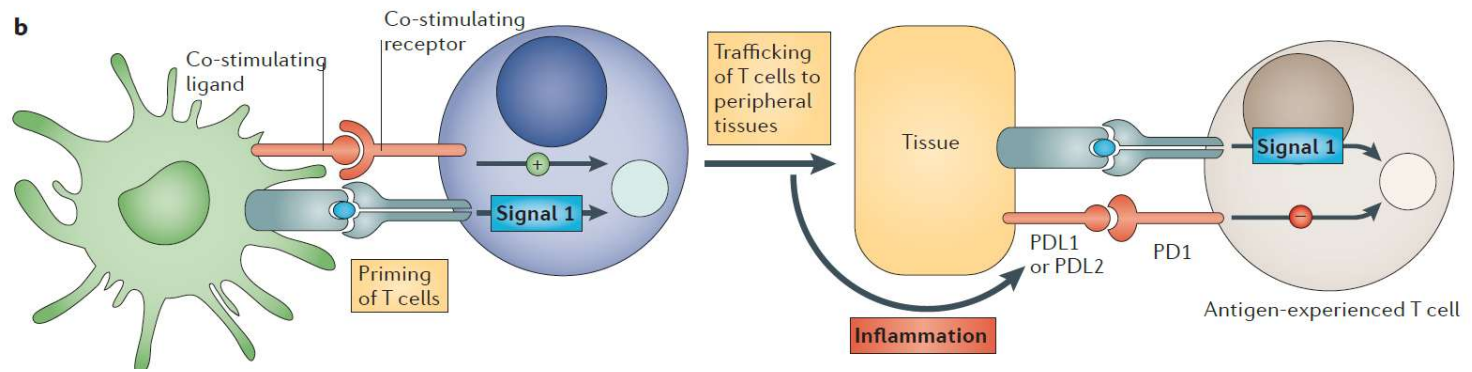 b
Co-stimulating
receptor
Co-stimulating
ligand
+
Signal 1
Priming
of T cells
Trafficking
of T cells to
peripheral
tissues
Inflammation
Tissue
Signal 1
PDL1
or PDL2
PD1
–
Antigen-experienced T cell